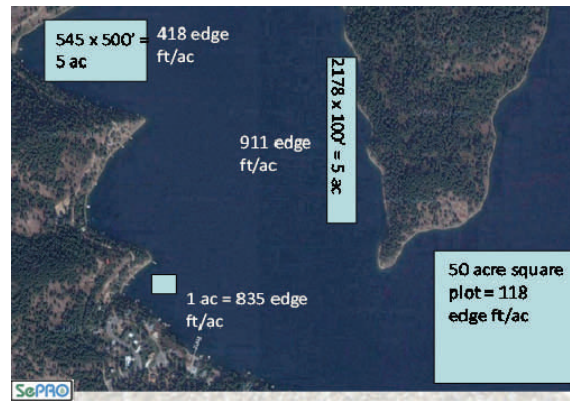 545 x 500' =
5 ac
418 edge
ft/ac
2178 x 100' = 5 ac
911 edge
ft/ac
1 ac = 835 edge
ft/ac
50 acre square
plot = 118
edge ft/ac
SePRO